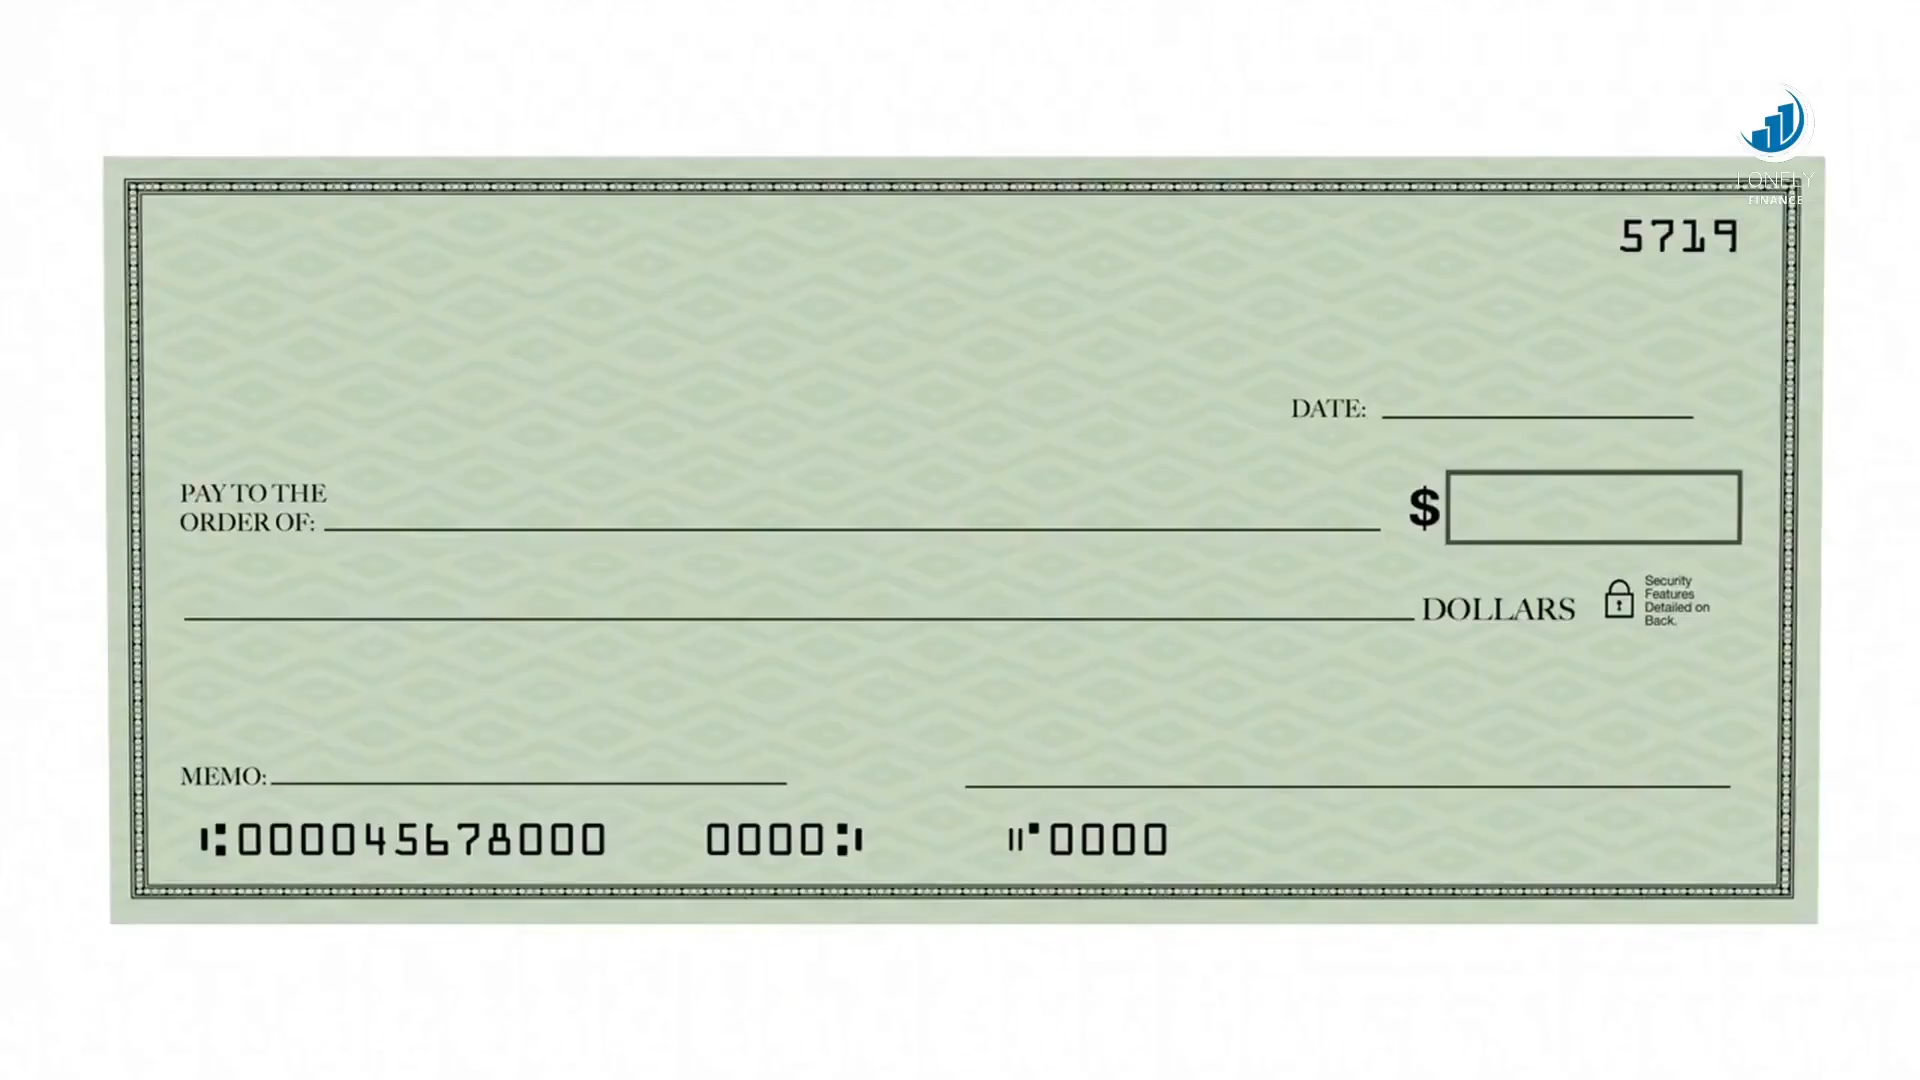 LONELY
FINANCE
5719
DATE:
PAY TO THE
ORDER OF:
$
DOLLARS
Security
Features
Detailed on
Back.
MEMO:
⑆000045678000 0000⑆ ⑈0000